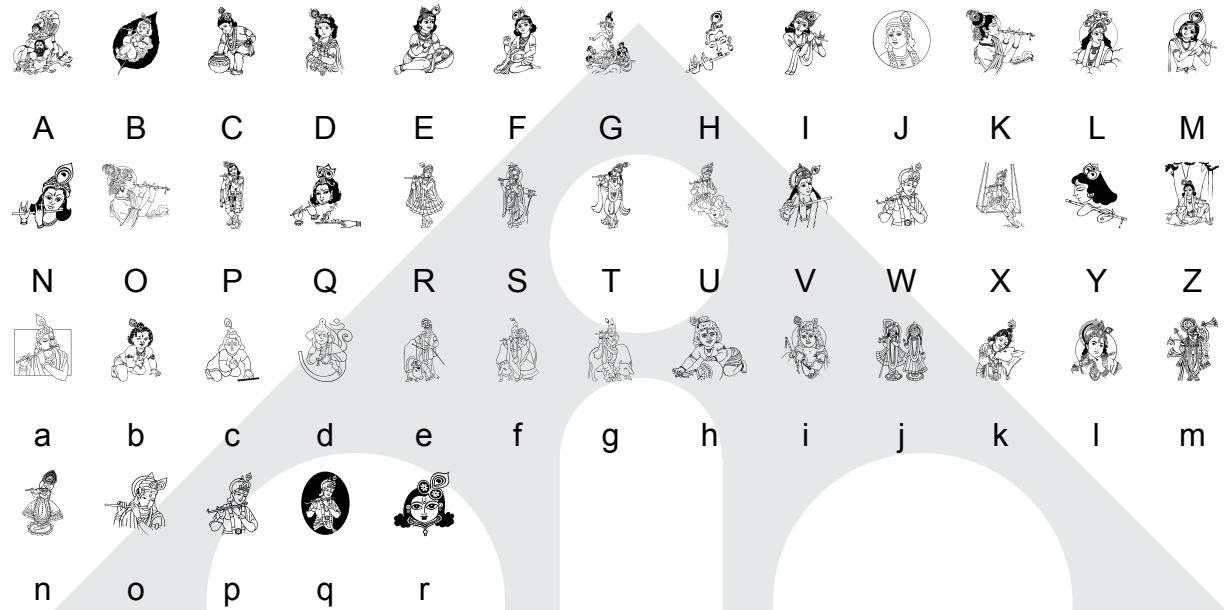 A B C D E F G H I J K L M
N O P Q R S T U V W X Y Z
a b c d e f g h i j k l m
n o p q r